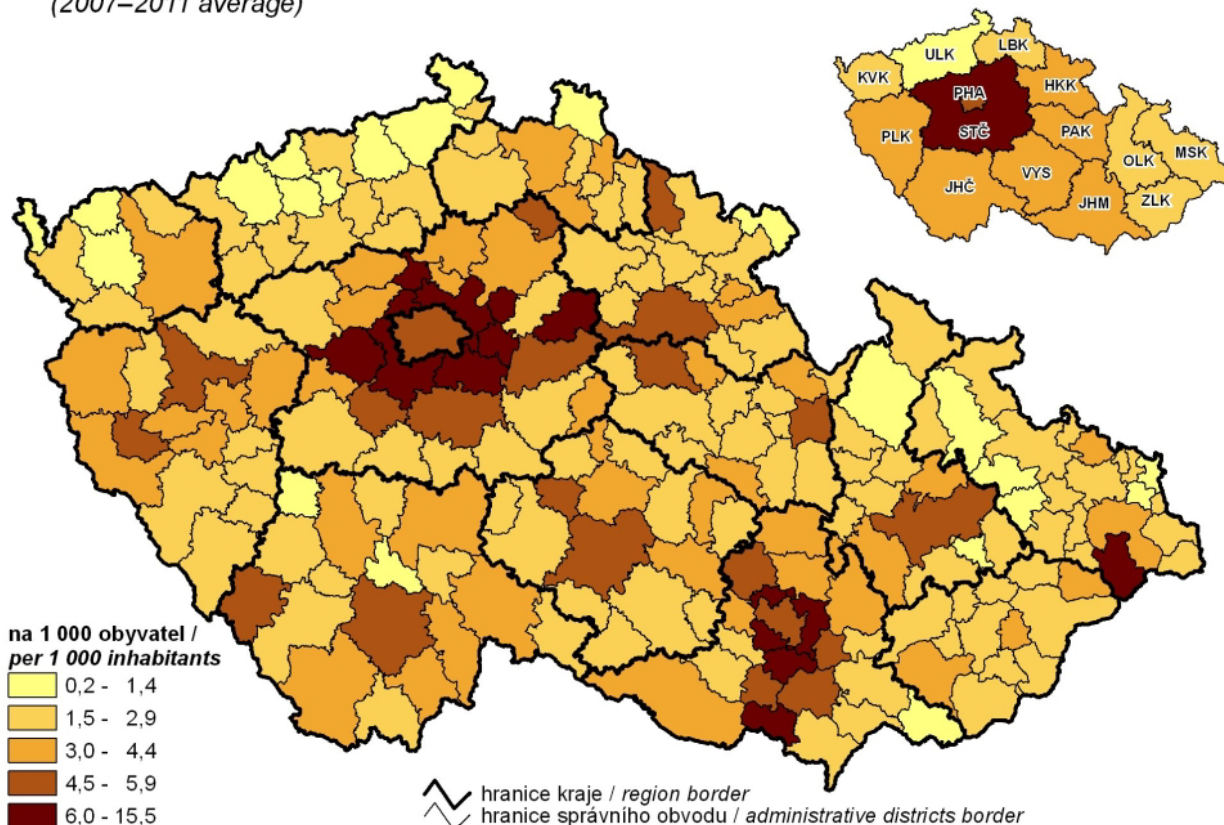 (2007–2011 average)
ULK
LBK
KVK
HKK
PHA
STČ
PLK
PAK
OLK
MSK
VYS
JHČ
JHM
ZLK
na 1 000 obyvatel /
per 1 000 inhabitants
0,2 - 1,4
1,5 - 2,9
3,0 - 4,4
4,5 - 5,9
6,0 - 15,5
hranice kraje / region border
hranice správního obvodu / administrative districts border